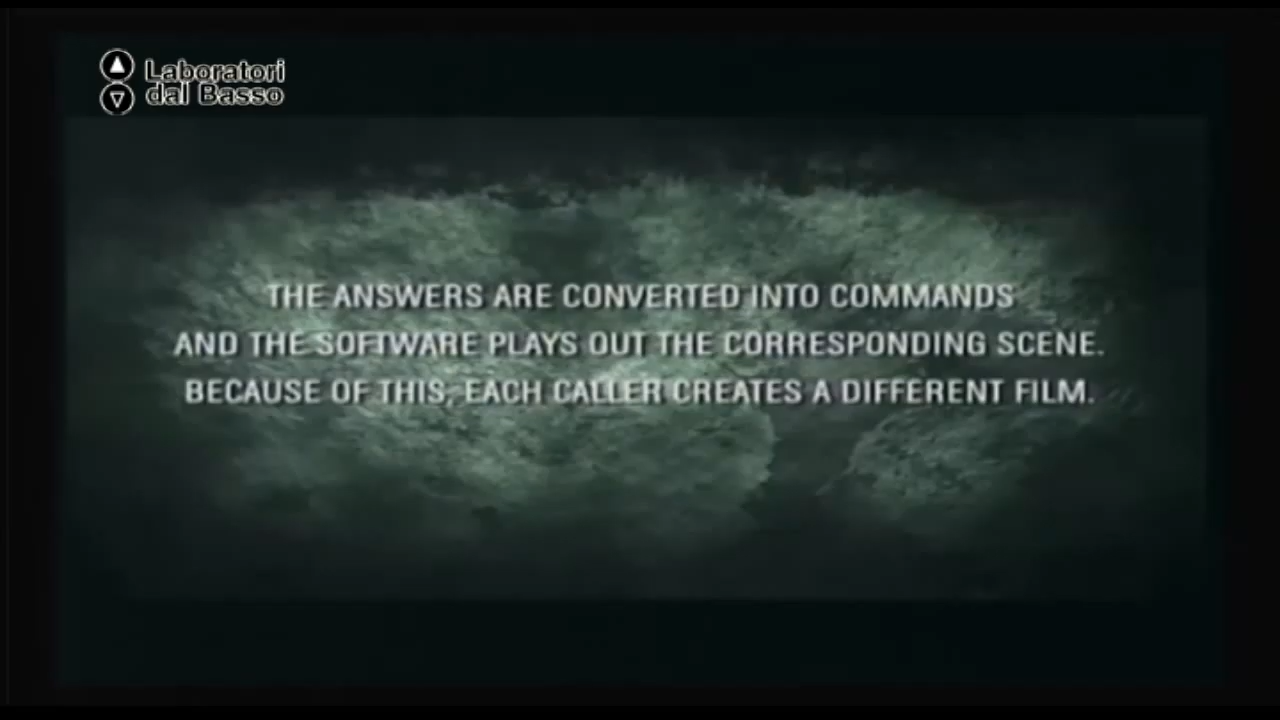 Laboratori
dal Basso
THE ANSWERS ARE CONVERTED INTO COMMANDS
AND THE SOFTWARE PLAYS OUT THE CORRESPONDING SCENE.
BECAUSE OF THIS, EACH CALLER CREATES A DIFFERENT FILM.